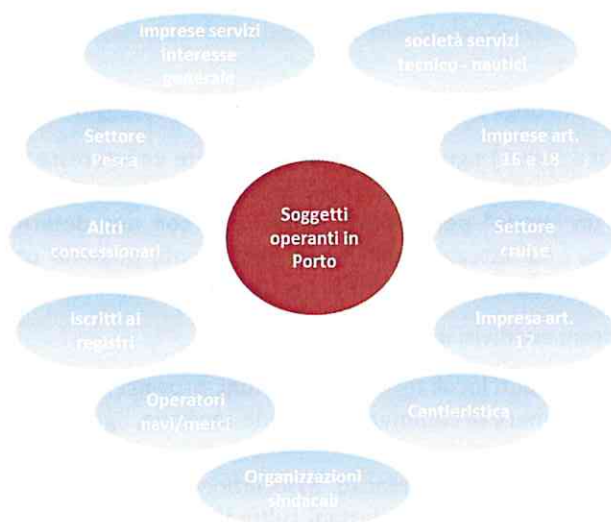 imprese servizi
interesse
generale
società servizi
tecnico - nautici
Settore
Pesca
Imprese art.
16 e 18
Soggetti
operanti in
Porto
Altri
concessionari
Settore
cruise
iscritti ai
registri
Impresa art.
17
Operatori
navi/merci
Cantieristica
Organizzazioni
sindacali